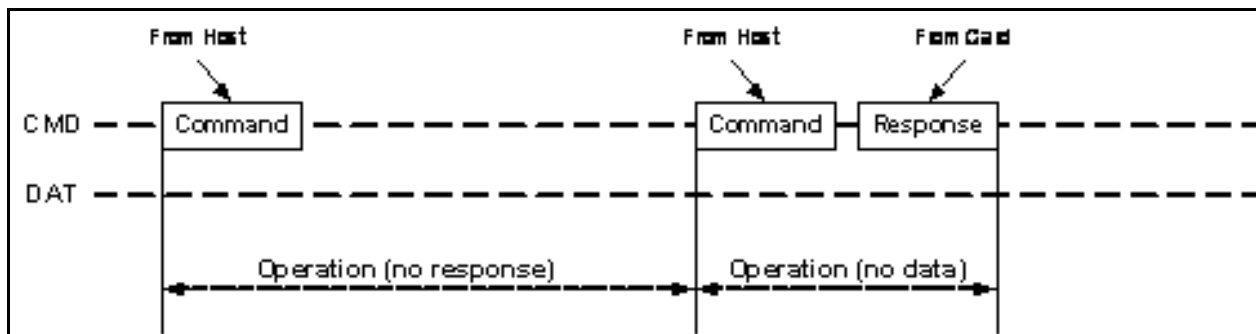 From Host From Host From Card
CMD Command Command Response
DAT
Operation (no response) Operation (no data)